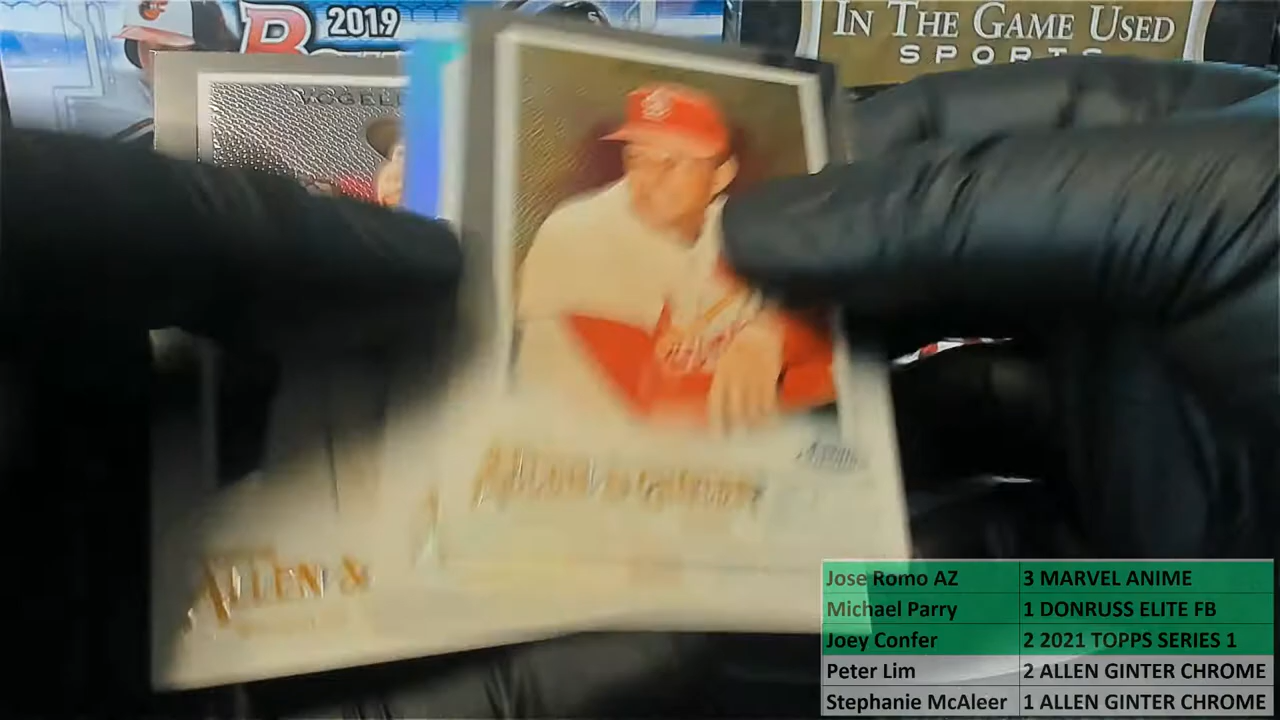 2019
IN THE GAME USED
SPORTS
ALLEN &
Jose Romo AZ 3 MARVEL ANIME
Michael Parry 1 DONRUSS ELITE FB
Joey Confer 2 2021 TOPPS SERIES 1
Peter Lim 2 ALLEN GINTER CHROME
Stephanie McAleer 1 ALLEN GINTER CHROME